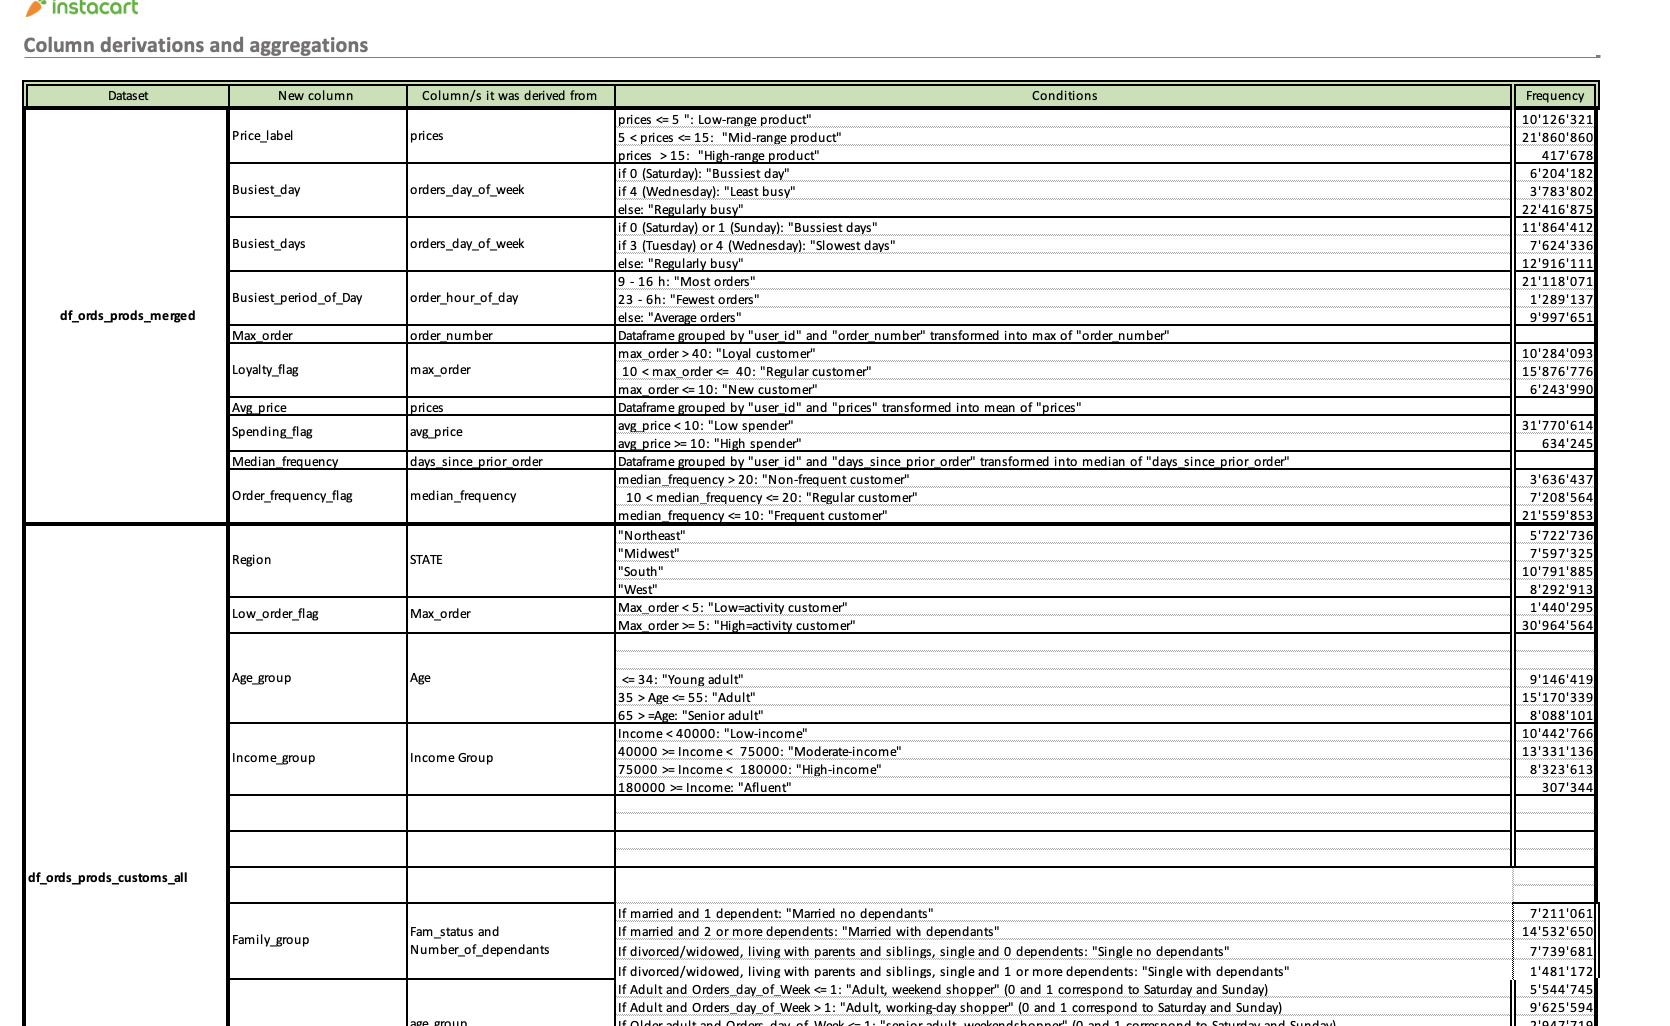 instacart
Column derivations and aggregations
Dataset New column Column/s it was derived from Conditions Frequency
df_ords_prods_merged
Price_label prices
prices <= 5 ": Low-range product" 10'126'321
5 < prices <= 15: "Mid-range product" 21'860'860
prices > 15: "High-range product" 417'678
Busiest_day orders_day_of_week
if 0 (Saturday): "Bussiest day" 6'204'182
if 4 (Wednesday): "Least busy" 3'783'802
else: "Regularly busy" 22'416'875
Busiest_days orders_day_of_week
if 0 (Saturday) or 1 (Sunday): "Bussiest days" 11'864'412
if 3 (Tuesday) or 4 (Wednesday): "Slowest days" 7'624'336
else: "Regularly busy" 12'916'111
Busiest_period_of_Day order_hour_of_day
9 - 16 h: "Most orders" 21'118'071
23 - 6h: "Fewest orders" 1'289'137
else: "Average orders" 9'997'651
Max_order order_number Dataframe grouped by "user_id" and "order_number" transformed into max of "order_number"
Loyalty_flag max_order
max_order > 40: "Loyal customer" 10'284'093
10 < max_order <= 40: "Regular customer" 15'876'776
max_order <= 10: "New customer" 6'243'990
Avg_price prices Dataframe grouped by "user_id" and "prices" transformed into mean of "prices"
Spending_flag avg_price
avg_price < 10: "Low spender" 31'770'614
avg_price >= 10: "High spender" 634'245
Median_frequency days_since_prior_order Dataframe grouped by "user_id" and "days_since_prior_order" transformed into median of "days_since_prior_order"
Order_frequency_flag median_frequency
median_frequency > 20: "Non-frequent customer" 3'636'437
10 < median_frequency <= 20: "Regular customer" 7'208'564
median_frequency <= 10: "Frequent customer" 21'559'853
df_ords_prods_customs_all
Region STATE
"Northeast" 5'722'736
"Midwest" 7'597'325
"South" 10'791'885
"West" 8'292'913
Low_order_flag Max_order
Max_order < 5: "Low=activity customer" 1'440'295
Max_order >= 5: "High=activity customer" 30'964'564
Age_group Age
<= 34: "Young adult" 9'146'419
35 > Age <= 55: "Adult" 15'170'339
65 > =Age: "Senior adult" 8'088'101
Income_group Income Group
Income < 40000: "Low-income" 10'442'766
40000 >= Income < 75000: "Moderate-income" 13'331'136
75000 >= Income < 180000: "High-income" 8'323'613
180000 >= Income: "Afluent" 307'344
Family_group Fam_status and
Number_of_dependants
If married and 1 dependent: "Married no dependants" 7'211'061
If married and 2 or more dependents: "Married with dependants" 14'532'650
If divorced/widowed, living with parents and siblings, single and 0 dependents: "Single no dependants" 7'739'681
If divorced/widowed, living with parents and siblings, single and 1 or more dependents: "Single with dependants" 1'481'172
If Adult and Orders_day_of_Week <= 1: "Adult, weekend shopper" (0 and 1 correspond to Saturday and Sunday) 5'544'745
If Adult and Orders_day_of_Week > 1: "Adult, working-day shopper" (0 and 1 correspond to Saturday and Sunday) 9'625'594
age_group
If Older adult and Orders_day_of_Week <= 1: "senior adult, weekendshopper" (0 and 1 correspond to Saturday and Sunday) 2'947'719